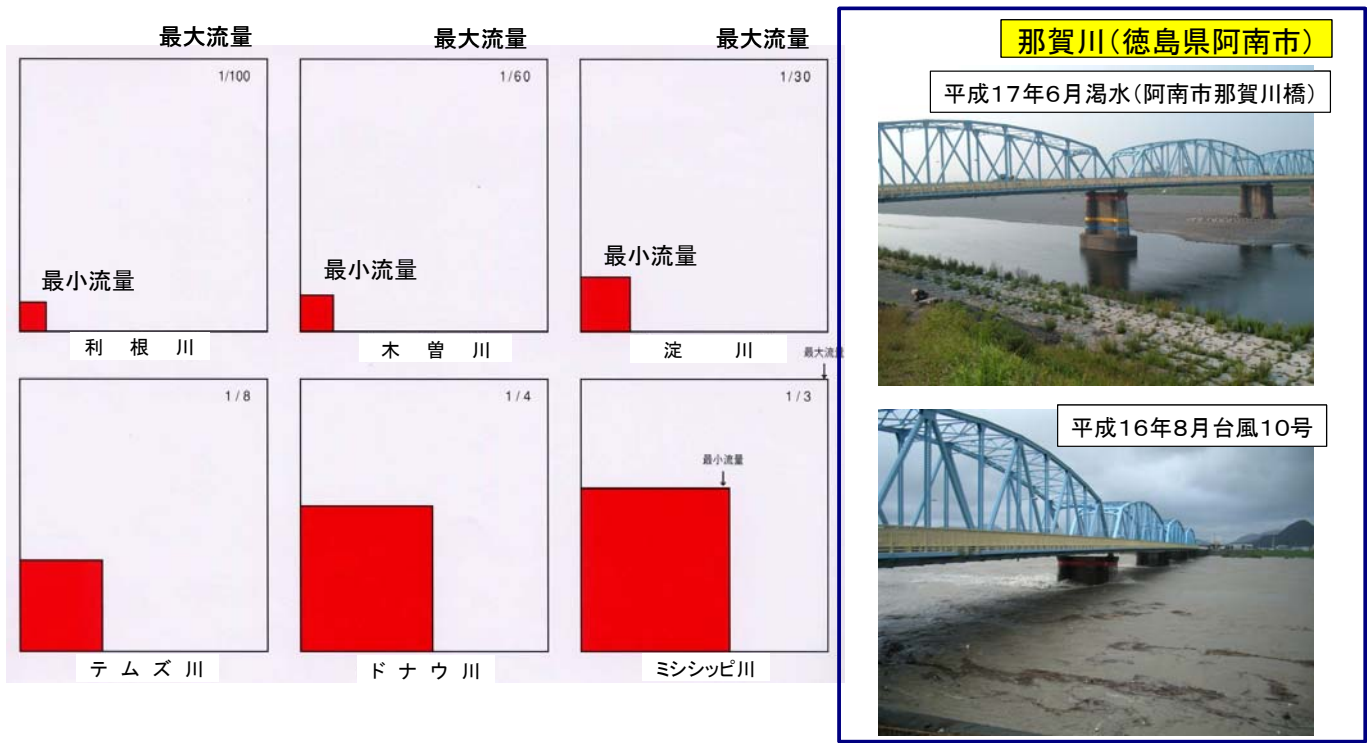 最大流量
最大流量
最大流量
1/100
1/60
1/30
最小流量
最小流量
最小流量
利根川
木曽川
淀川
最大流量
1/8
1/4
1/3
最小流量
テムズ川
ドナウ川
ミシシッピ川
那賀川(徳島県阿南市)
平成17年6月渇水(阿南市那賀川橋)
平成16年8月台風10号